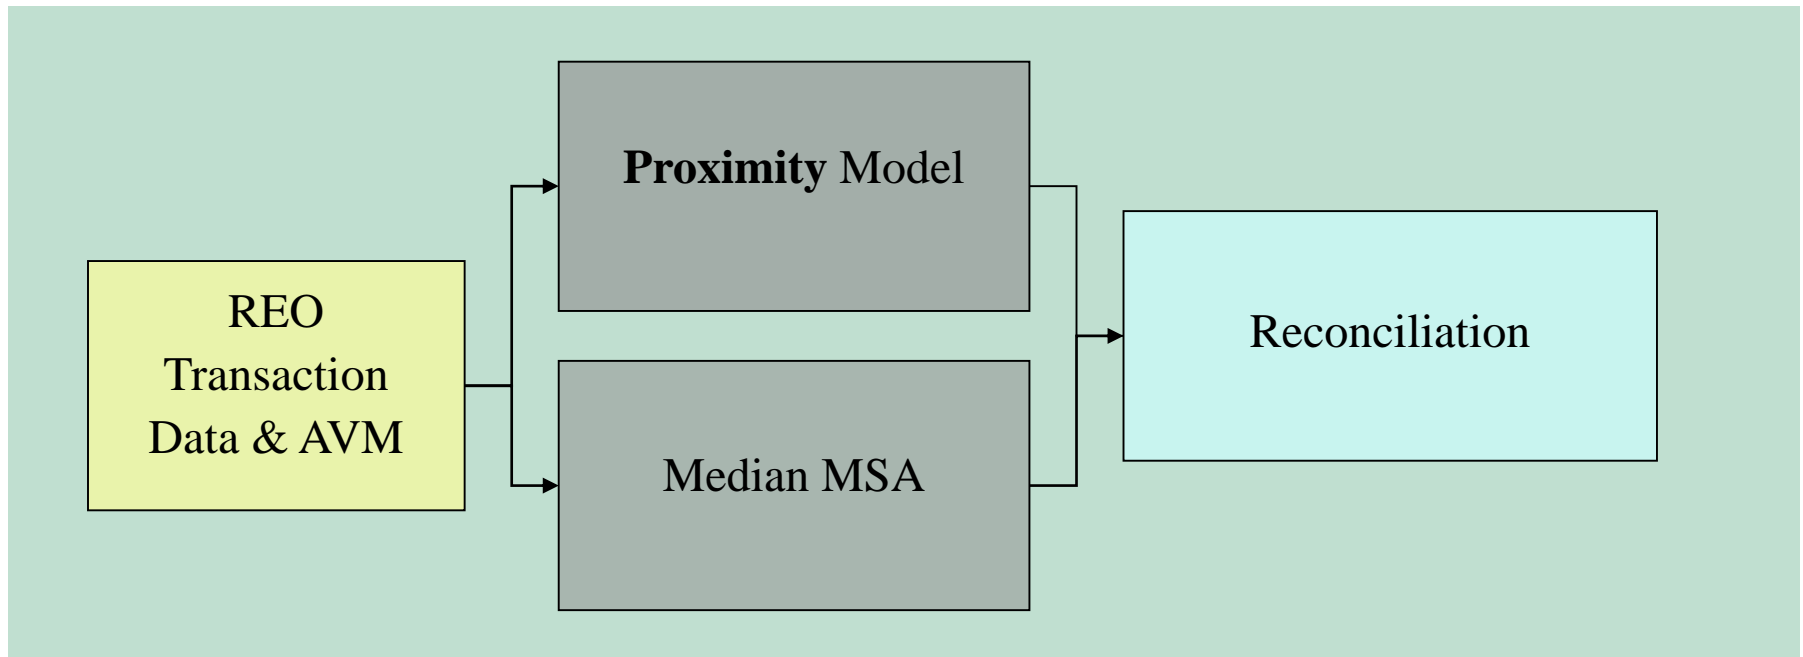 REO
Transaction
Data & AVM
Proximity Model
Median MSA
Reconciliation